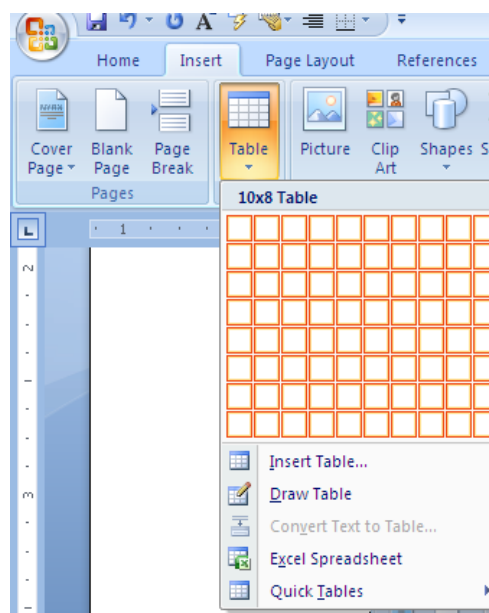 Home Insert Page Layout References
Cover Page Blank Page Page Break Table Picture Clip Art Shapes S
Pages
10x8 Table
1
2
3
Insert Table...
Draw Table
Convert Text to Table...
Excel Spreadsheet
Quick Tables